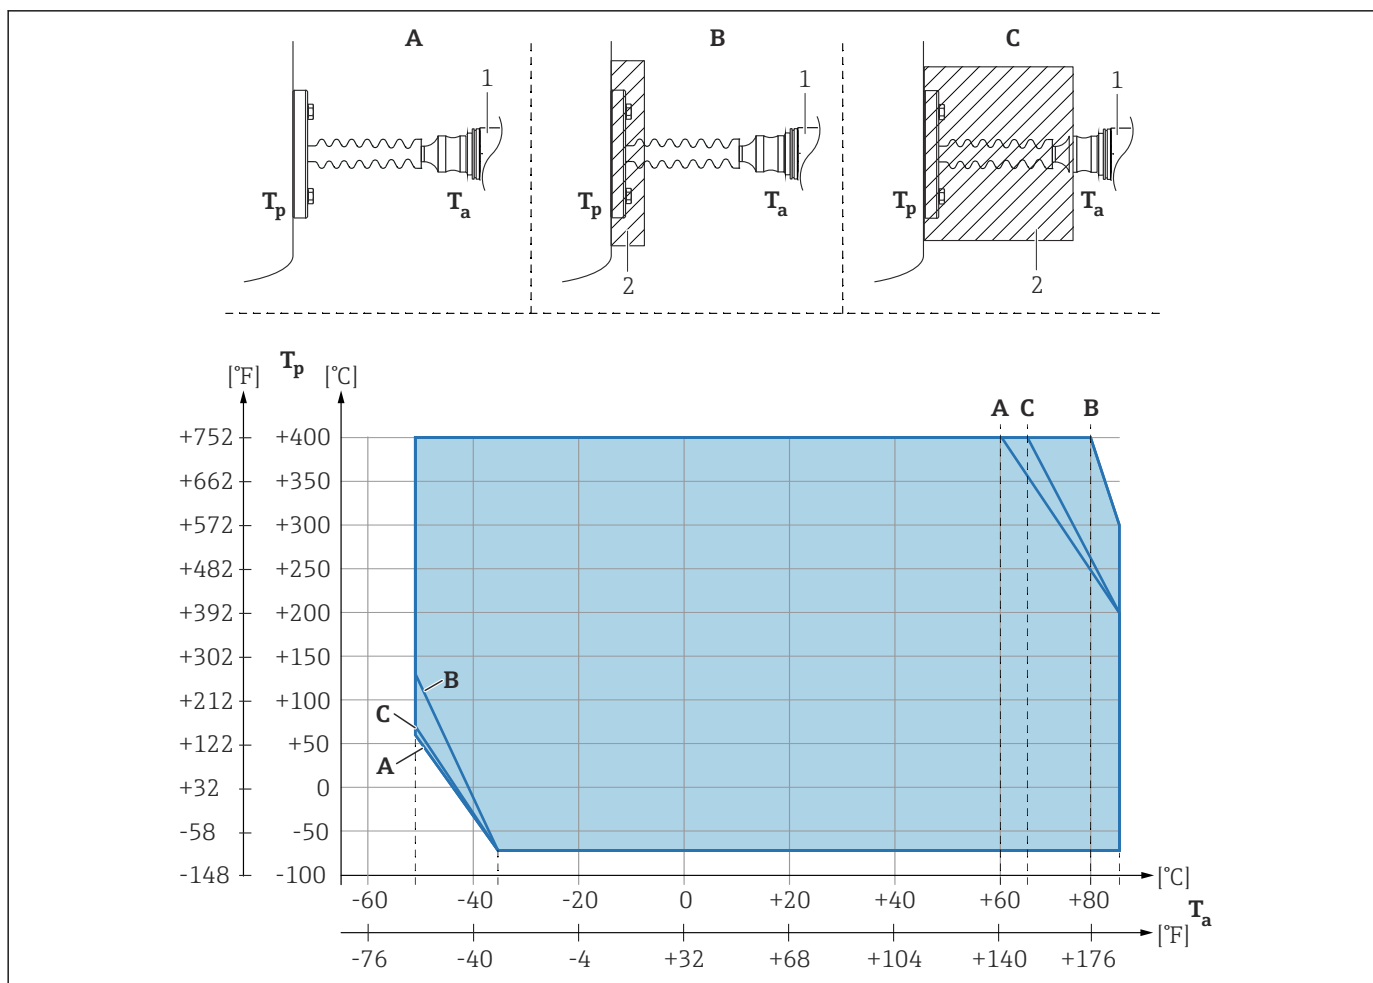 A B C
1 1 1
Tp Ta Tp Ta Tp Ta
2 2
Tp
[°F] [°C]
A C B
+752 +400
+662 +350
+572 +300
+482 +250
+392 +200
+302 +150
B
+212 +100
C
+122 +50
A
+32 0
-58 -50
-148 -100
[°C]
-60 -40 -20 0 +20 +40 +60 +80
Ta
[°F]
-76 -40 -4 +32 +68 +104 +140 +176